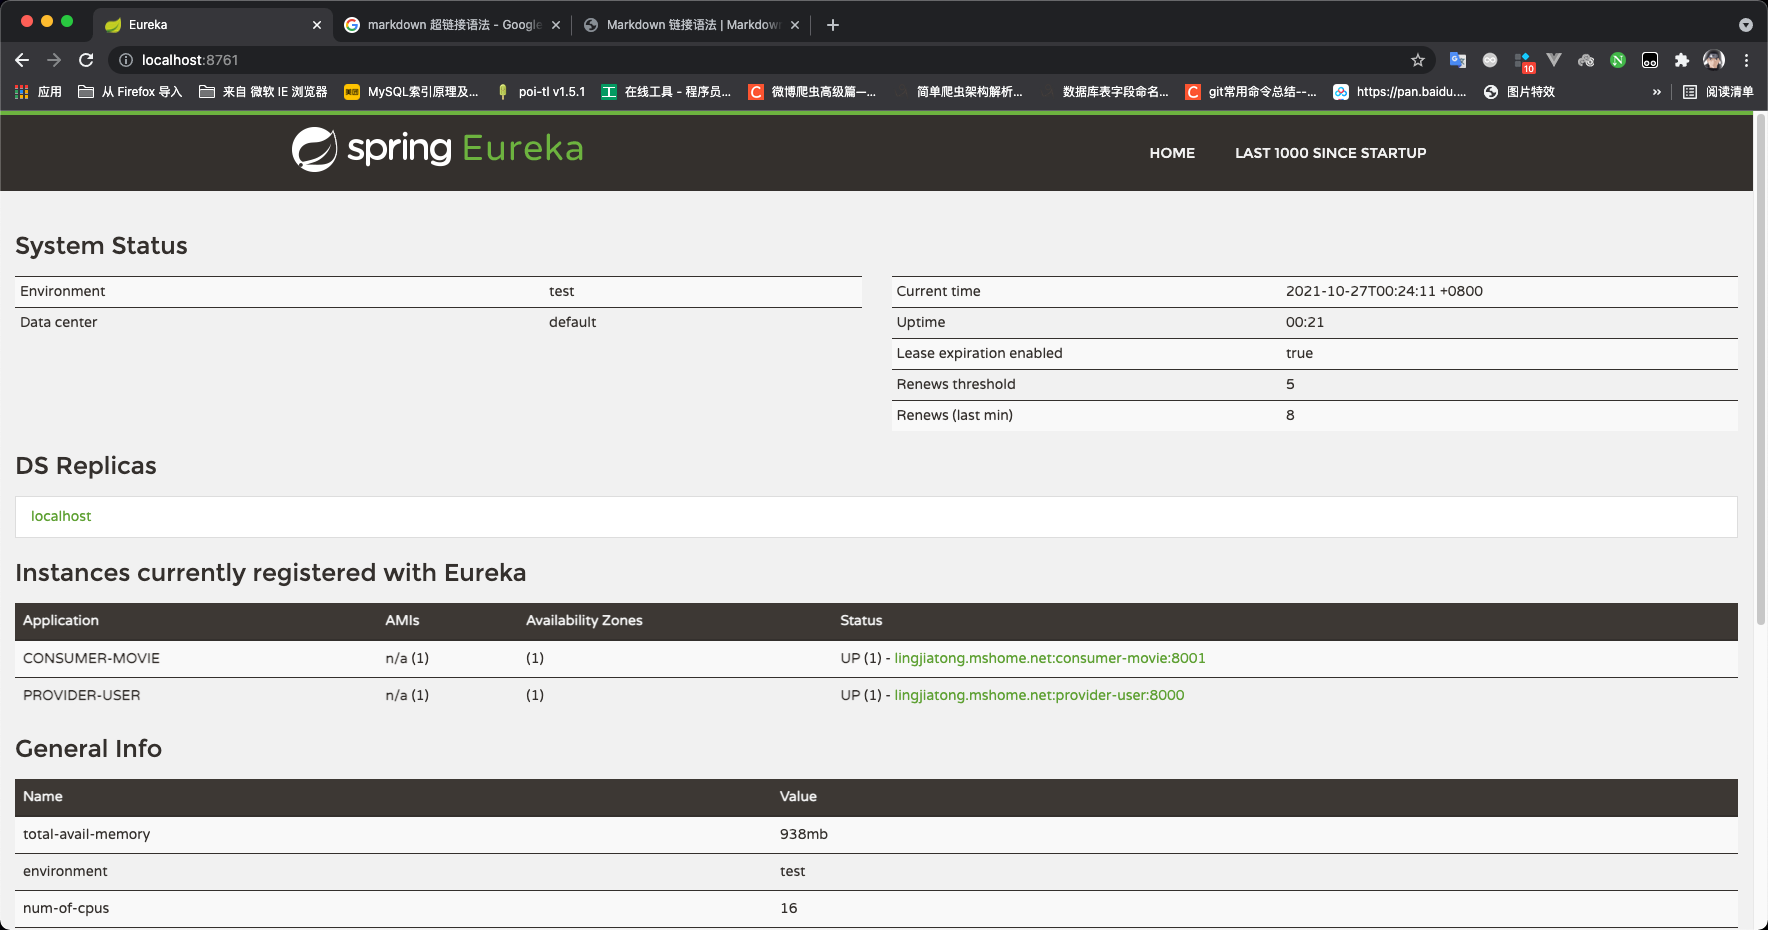 Eureka
markdown 超链接语法 - Google
Markdown 链接语法 | Markdown
localhost:8761
10
应用 从 Firefox 导入 来自 微软 IE 浏览器 美团 MySQL索引原理及... poi-tl v1.5.1 工 在线工具 - 程序员... C 微博爬虫高级篇—... 简单爬虫架构解析... 数据库表字段命名... C git常用命令总结--... https://pan.baidu.... 图片特效 » 阅读清单
spring Eureka
HOME LAST 1000 SINCE STARTUP
System Status
Environment test
Data center default
Current time 2021-10-27T00:24:11 +0800
Uptime 00:21
Lease expiration enabled true
Renews threshold 5
Renews (last min) 8
DS Replicas
localhost
Instances currently registered with Eureka
Application AMIs Availability Zones Status
CONSUMER-MOVIE n/a (1) (1) UP (1) - lingjiatong.mshome.net:consumer-movie:8001
PROVIDER-USER n/a (1) (1) UP (1) - lingjiatong.mshome.net:provider-user:8000
General Info
Name Value
total-avail-memory 938mb
environment test
num-of-cpus 16